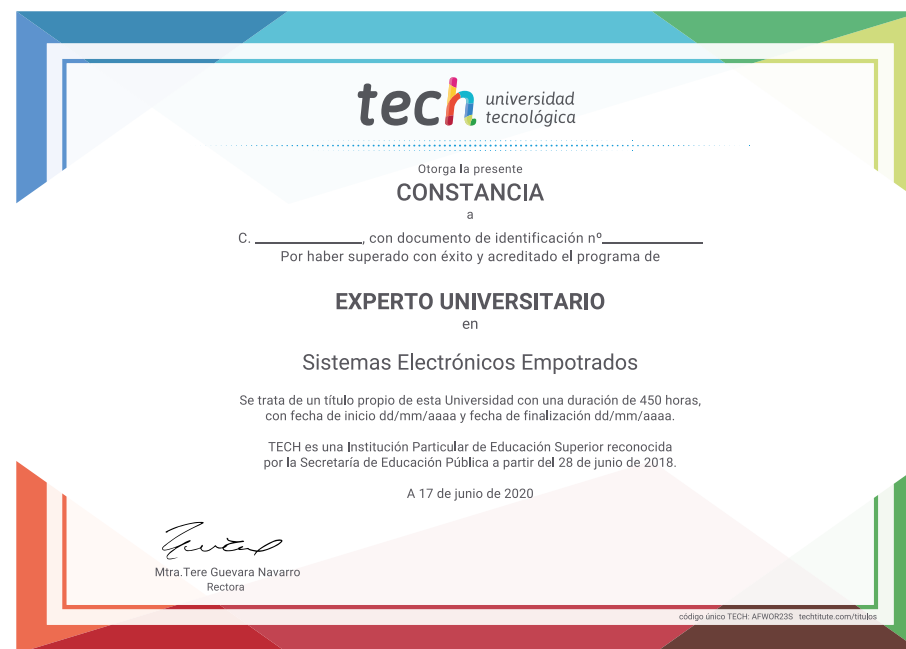 tech universidad
tecnológica
Otorga la presente
CONSTANCIA
a
C. ____________, con documento de identificación nº____________
Por haber superado con éxito y acreditado el programa de
EXPERTO UNIVERSITARIO
en
Sistemas Electrónicos Empotrados
Se trata de un título propio de esta Universidad con una duración de 450 horas,
con fecha de inicio dd/mm/aaaa y fecha de finalización dd/mm/aaaa.
TECH es una Institución Particular de Educación Superior reconocida
por la Secretaría de Educación Pública a partir del 28 de junio de 2018.
A 17 de junio de 2020
Mtra.Tere Guevara Navarro
Rectora
código único TECH: AFWOR23S techtitute.com/titulos